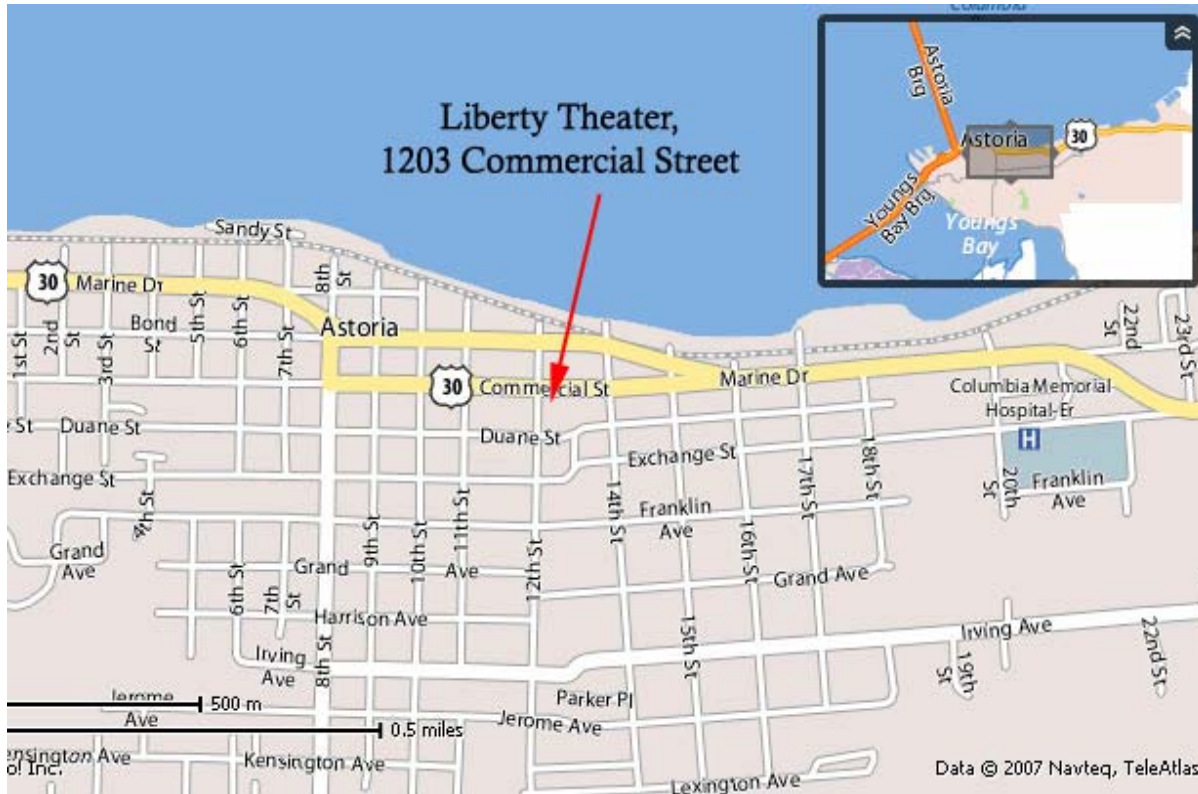 Columbia
Astoria
Brg
Astoria
30
Youngs
Bay Brg
Youngs
Bay
Liberty Theater,
1203 Commercial Street
Sandy St
8th
St
30
Marine Dr
1st St
2nd
St
3rd St
Bond
St
5th St
6th St
7th St
Astoria
22nd
St
23rd St
30
Commercial St
Marine Dr
Columbia Memorial
Hospital-Er
H
St
Duane St
Duane St
Exchange St
Exchange St
4th St
9th St
10th St
11th St
12th St
14th St
Franklin
Ave
16th St
17th St
18th St
20th
St
Franklin
Ave
Grand
Ave
Grand Ave
Grand Ave
6th St
7th
St
Harrison Ave
Irving
Ave
8th St
15th St
Irving Ave
19th
St
22nd St
Jerome
Ave
500 m
Parker Pl
Jerome Ave
0.5 miles
Kensington Ave
Kensington Ave
o! Inc.
Lexington Ave
Data © 2007 Navteq, TeleAtlas